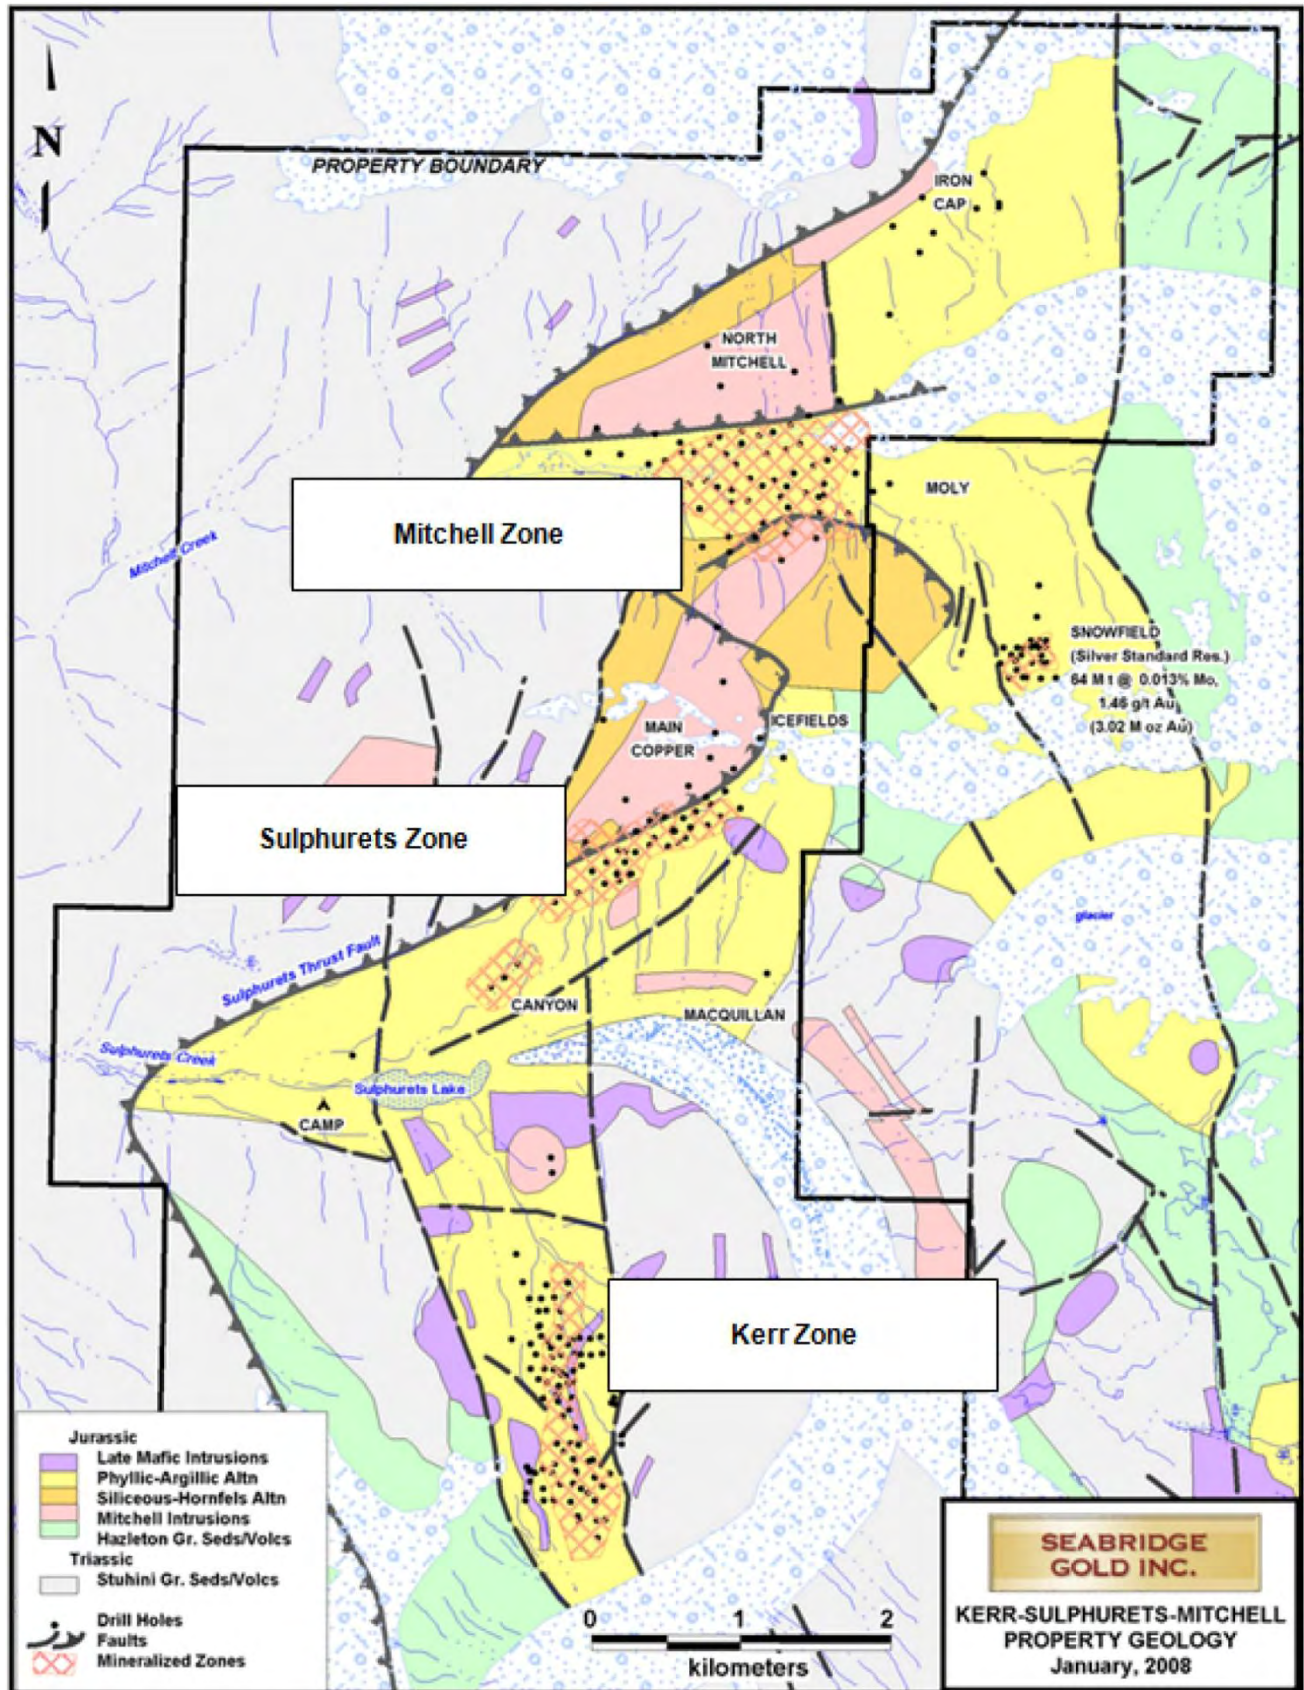 N
PROPERTY BOUNDARY
IRON
CAP
NORTH
MITCHELL
Mitchell Zone
MOLY
Mitchell Creek
SNOWFIELD
(Silver Standard Res.)
64 M t @ 0.013% Mo,
1.46 g/t Au
(3.02 M oz Au)
ICEFIELDS
MAIN
COPPER
Sulphurets Zone
glacier
Sulphurets Thrust Fault
CANYON
MACQUILLAN
Sulphurets Creek
Sulphurets Lake
CAMP
Kerr Zone
Jurassic
Late Mafic Intrusions
Phyllic-Argillic Altn
Siliceous-Hornfels Altn
Mitchell Intrusions
Hazleton Gr. Seds/Volcs
Triassic
Stuhini Gr. Seds/Volcs
Drill Holes
Faults
Mineralized Zones
0 1 2
kilometers
SEABRIDGE
GOLD INC.
KERR-SULPHURETS-MITCHELL
PROPERTY GEOLOGY
January, 2008